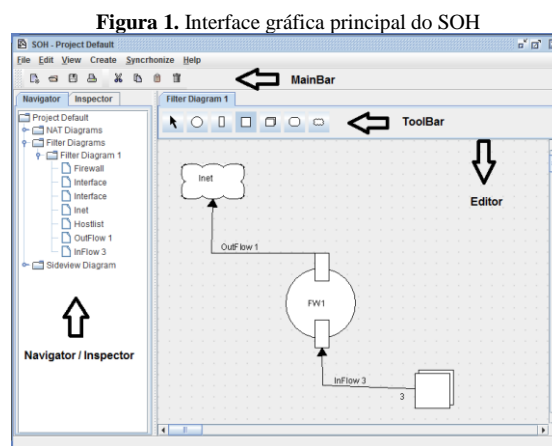 Figura 1. Interface gráfica principal do SOH
SOH - Project Default
File Edit View Create Syncrhonize Help
MainBar
Navigator Inspector
Filter Diagram 1
ToolBar
Project Default
NAT Diagrams
Filter Diagrams
Filter Diagram 1
Firewall
Interface
Interface
Inet
Hostlist
OutFlow 1
InFlow 3
Sideview Diagram
Navigator / Inspector
Editor
Inet
OutFlow 1
FW1
InFlow 3
3